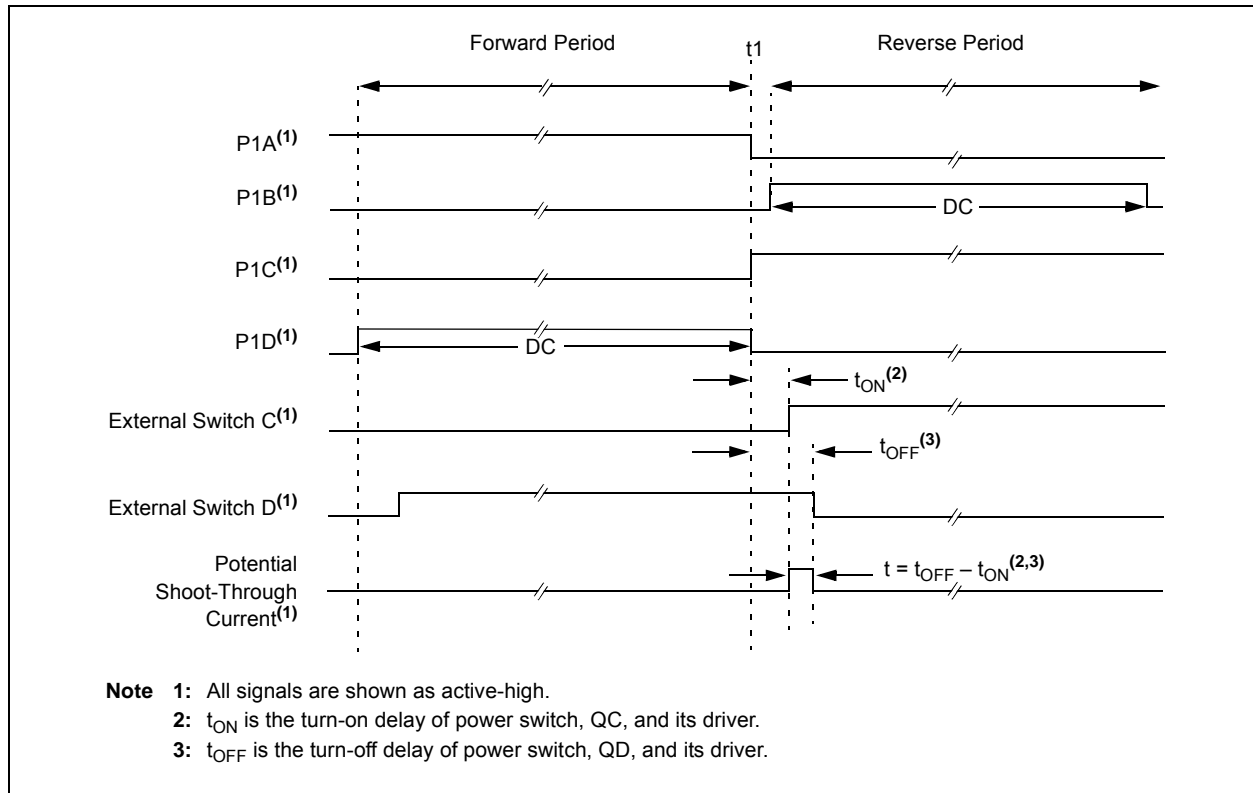 Forward Period
t1
Reverse Period
P1A(1)
P1B(1)
DC
P1C(1)
P1D(1)
DC
tON(2)
External Switch C(1)
tOFF(3)
External Switch D(1)
Potential
Shoot-Through
Current(1)
t = tOFF – tON(2,3)
Note 1: All signals are shown as active-high.
2: tON is the turn-on delay of power switch, QC, and its driver.
3: tOFF is the turn-off delay of power switch, QD, and its driver.